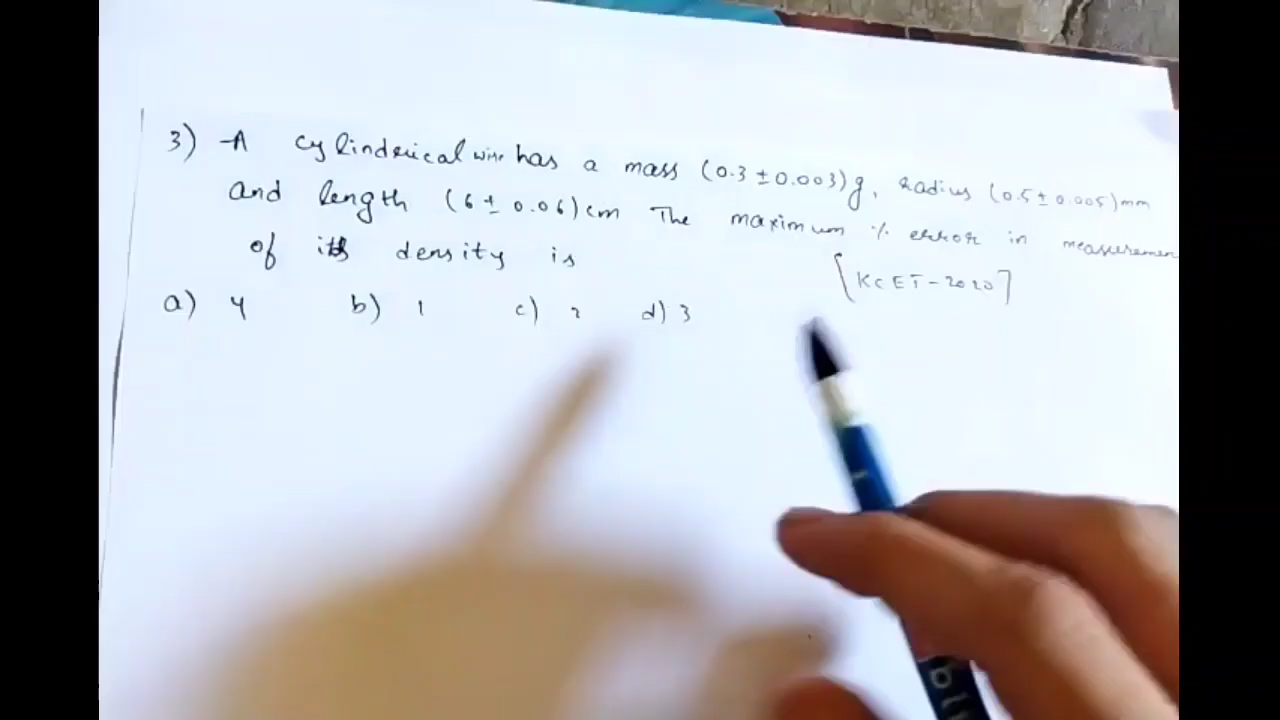 3) A cylindrical wire has a mass (0.3 ± 0.003)g, radius (0.5 ± 0.005) mm
and length (6 ± 0.06) cm The maximum % error in measuremen
of its density is
[KCET-2020]
a) 4 b) 1 c) 2 d) 3